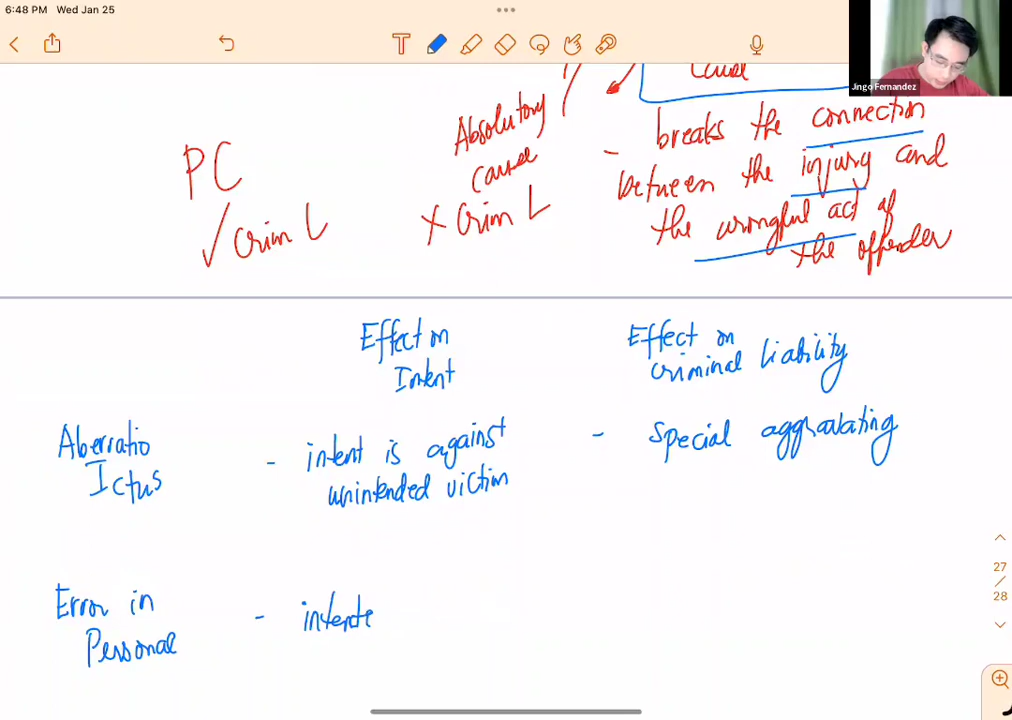 6:48 PM Wed Jan 25
Jingo Fernandez
cause
Absolutory
cause
X Crim L
PC
✓ Crim L
- breaks the connection
between the injury and
the wrongful act of
the offender
Effect on
Intent
Effect on
criminal liability
Aberratio
Ictus
- intent is against
unintended victim
- special aggravating
Error in
Personal
- intende
27
/
28